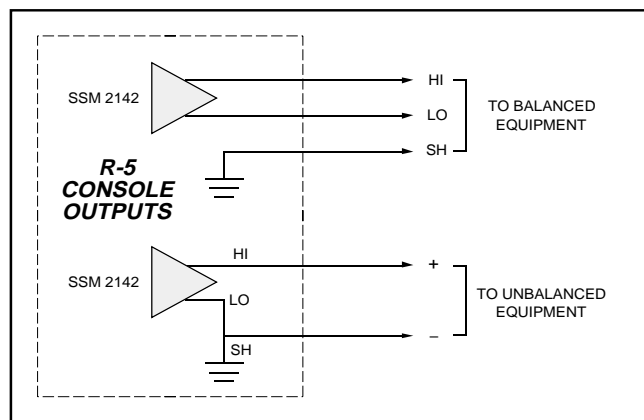 SSM 2142
HI
LO
SH
TO BALANCED
EQUIPMENT
R-5
CONSOLE
OUTPUTS
SSM 2142
HI
LO
SH
+
–
TO UNBALANCED
EQUIPMENT